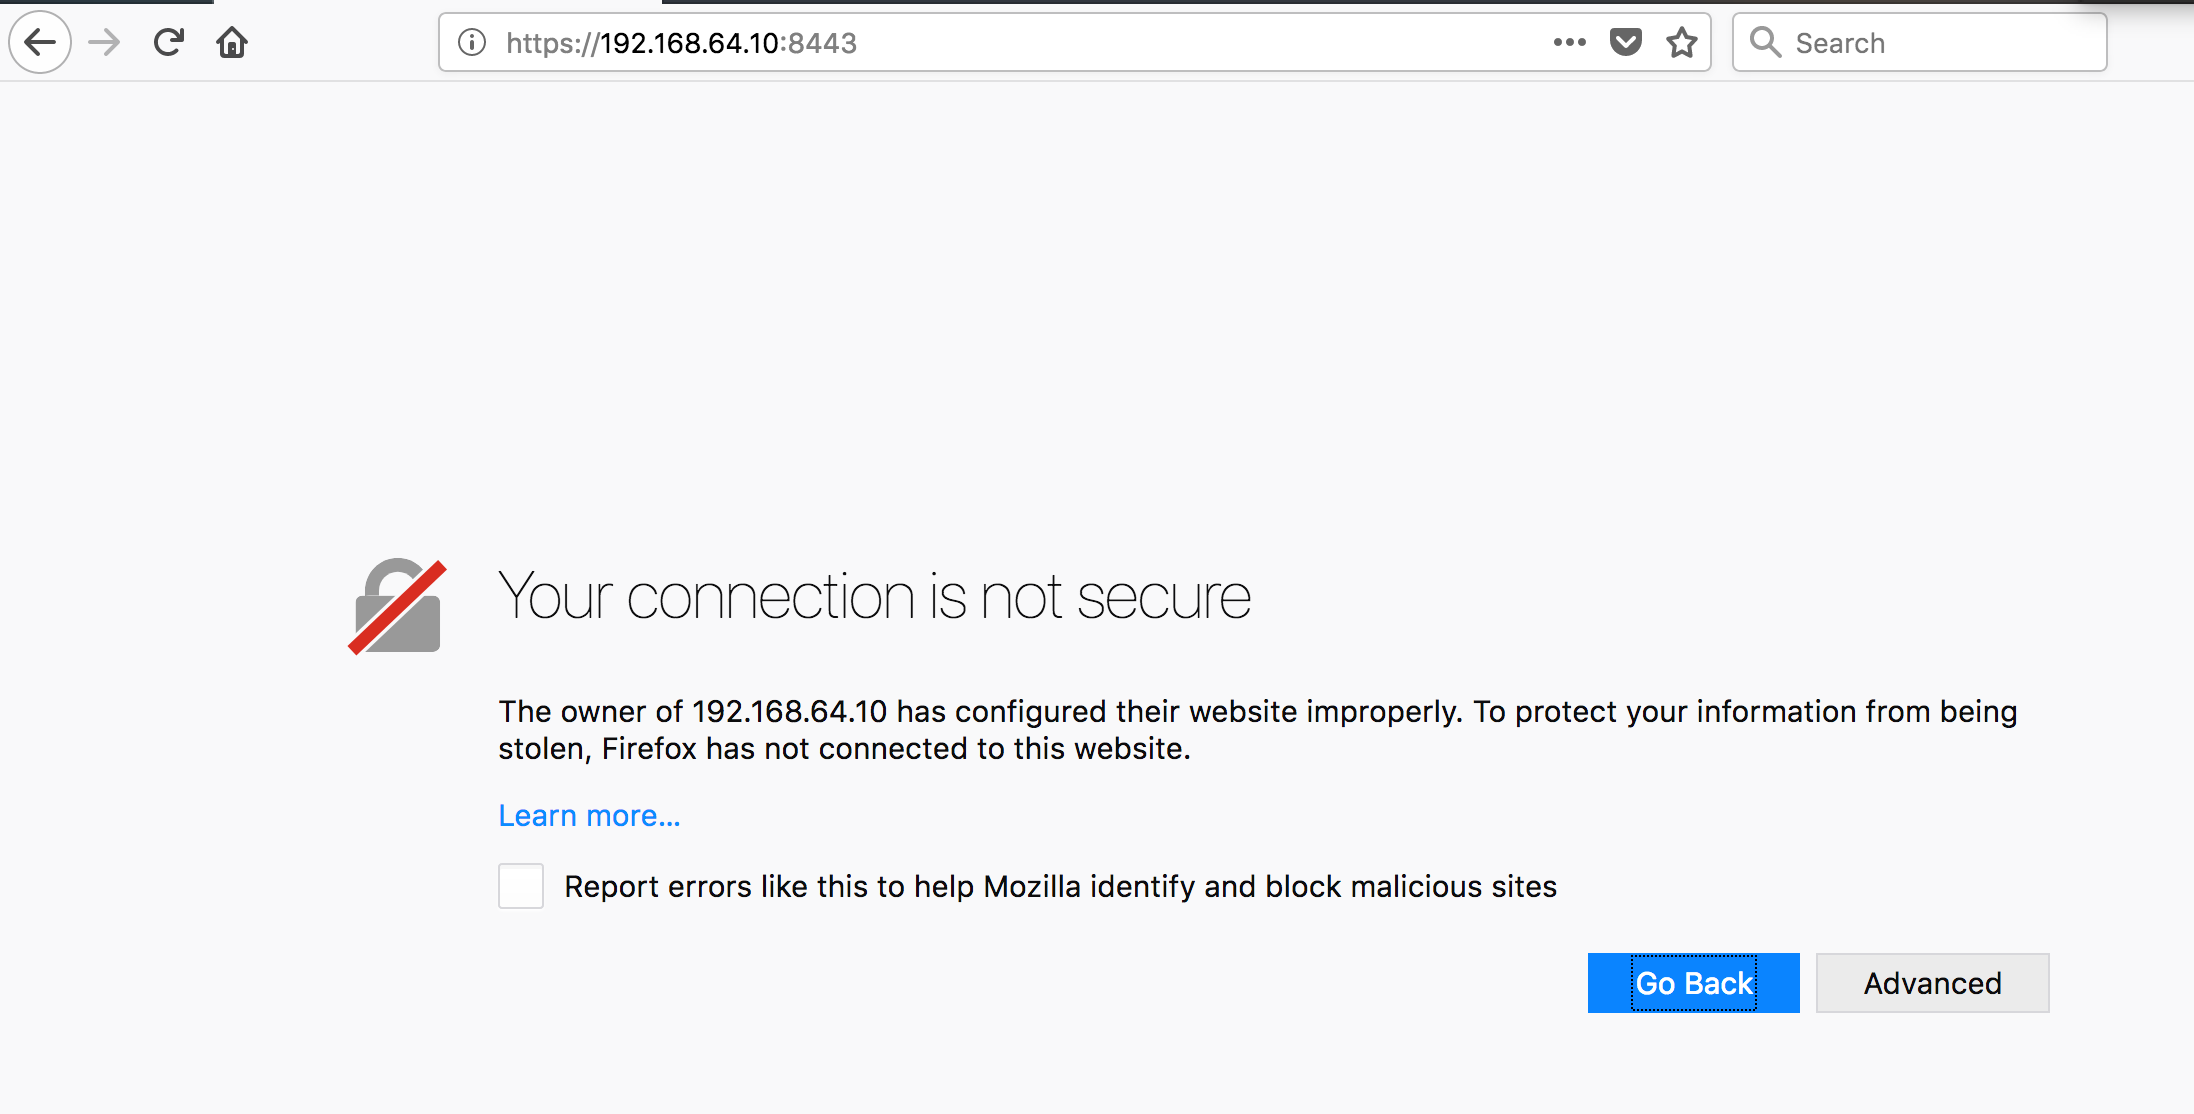 https://192.168.64.10:8443
Search
Your connection is not secure
The owner of 192.168.64.10 has configured their website improperly. To protect your information from being
stolen, Firefox has not connected to this website.
Learn more...
Report errors like this to help Mozilla identify and block malicious sites
Go Back
Advanced